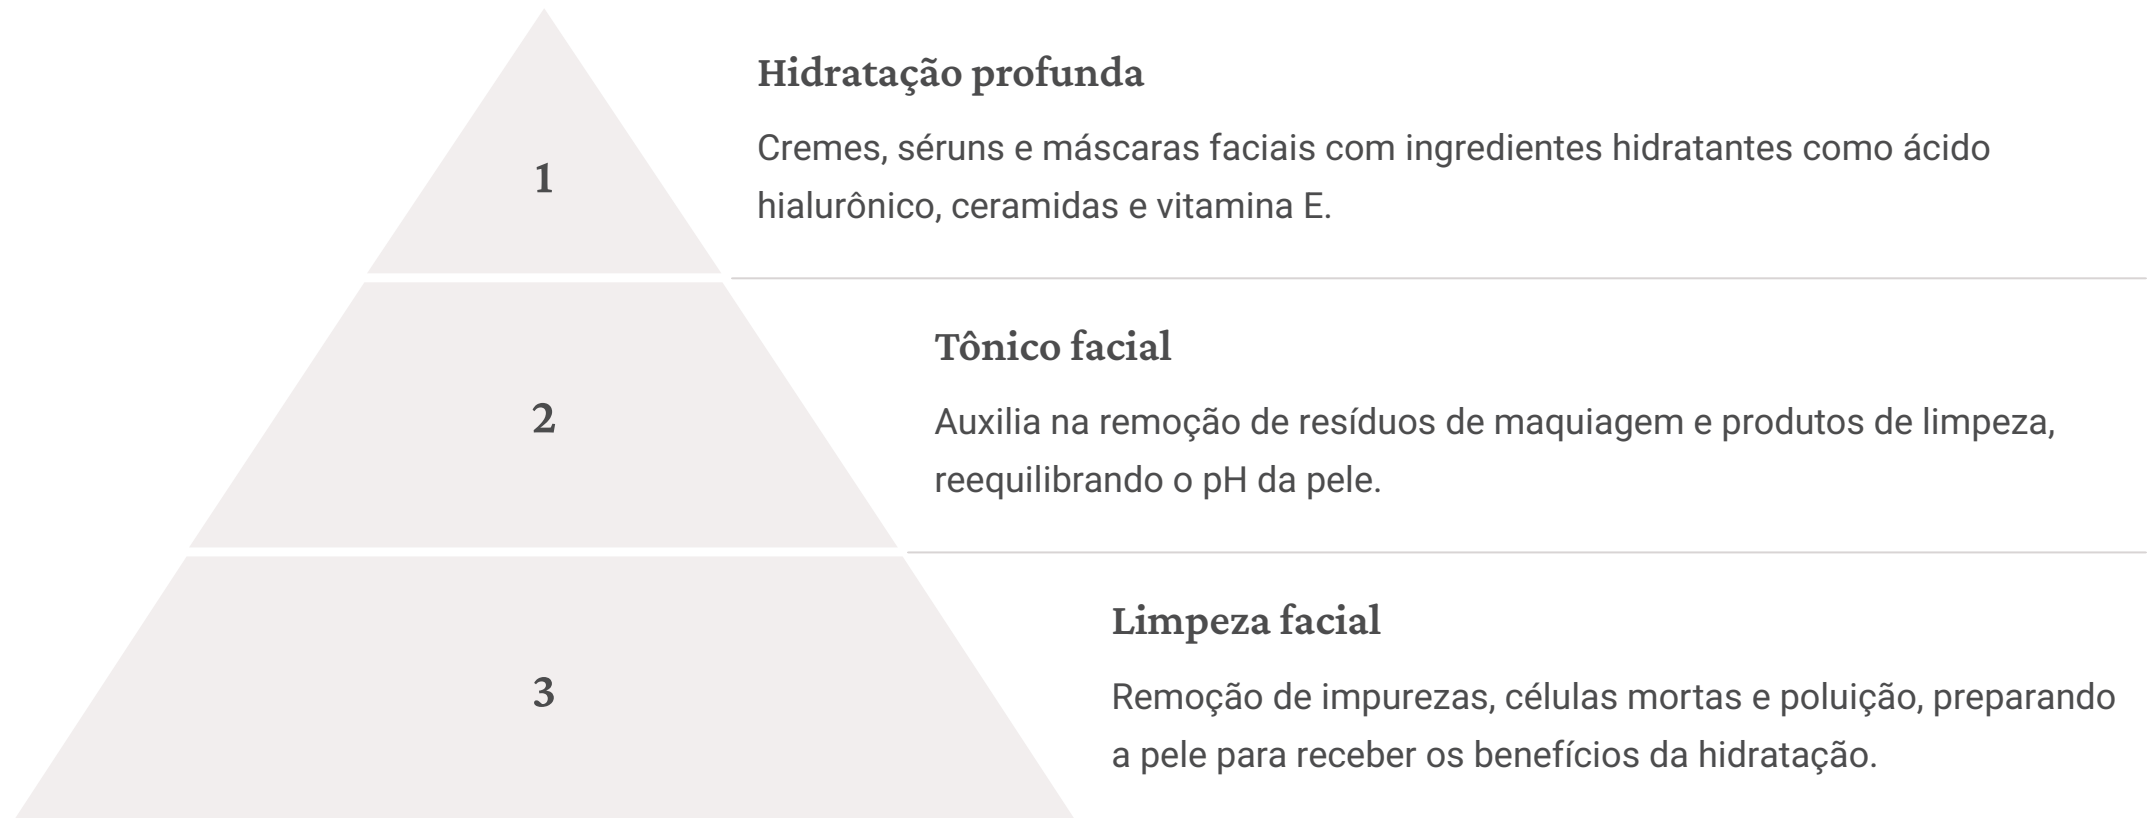 1
Hidratação profunda
Cremes, séruns e máscaras faciais com ingredientes hidratantes como ácido
hialurônico, ceramidas e vitamina E.
2
Tônico facial
Auxilia na remoção de resíduos de maquiagem e produtos de limpeza,
reequilibrando o pH da pele.
3
Limpeza facial
Remoção de impurezas, células mortas e poluição, preparando
a pele para receber os benefícios da hidratação.